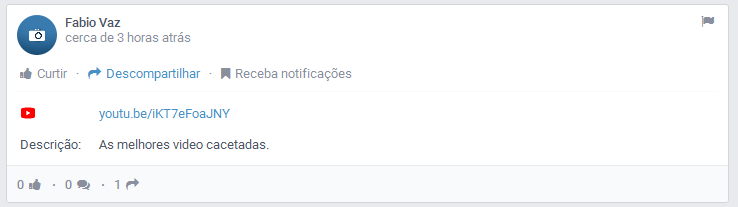 Fabio Vaz
cerca de 3 horas atrás
Curtir · Descompartilhar · Receba notificações
youtu.be/iKT7eFoaJNY
Descrição: As melhores video cacetadas.
0 · 0 · 1